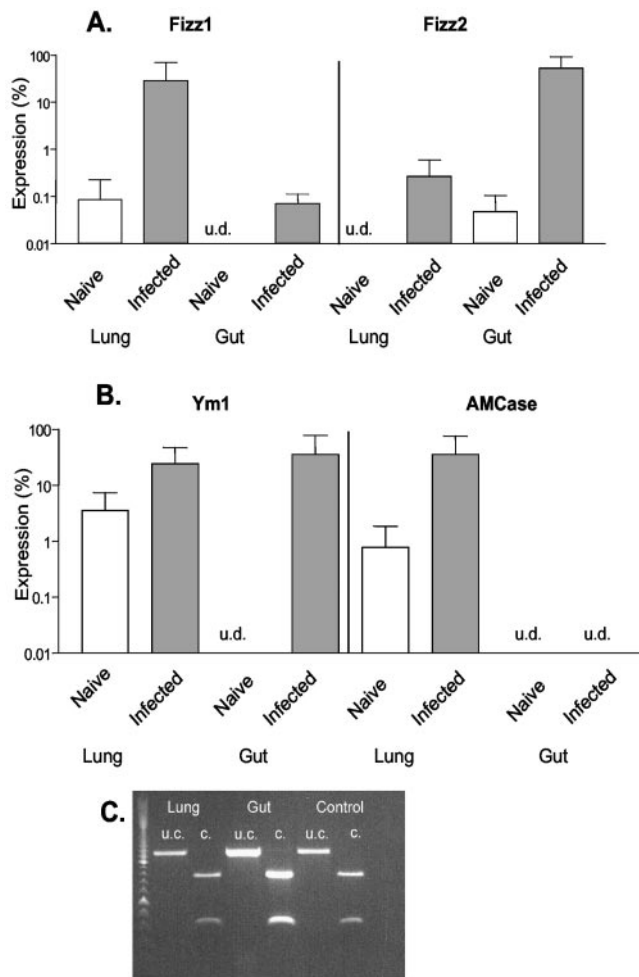 A.
Fizz1 Fizz2
Expression (%)
100
10
1
0.1
0.01
u.d. u.d.
Naive Infected Naive Infected Naive Infected Naive Infected
Lung Gut Lung Gut
B.
Ym1 AMCase
Expression (%)
100
10
1
0.1
0.01
u.d. u.d. u.d.
Naive Infected Naive Infected Naive Infected Naive Infected
Lung Gut Lung Gut
C.
Lung Gut Control
u.c. c. u.c. c. u.c. c.